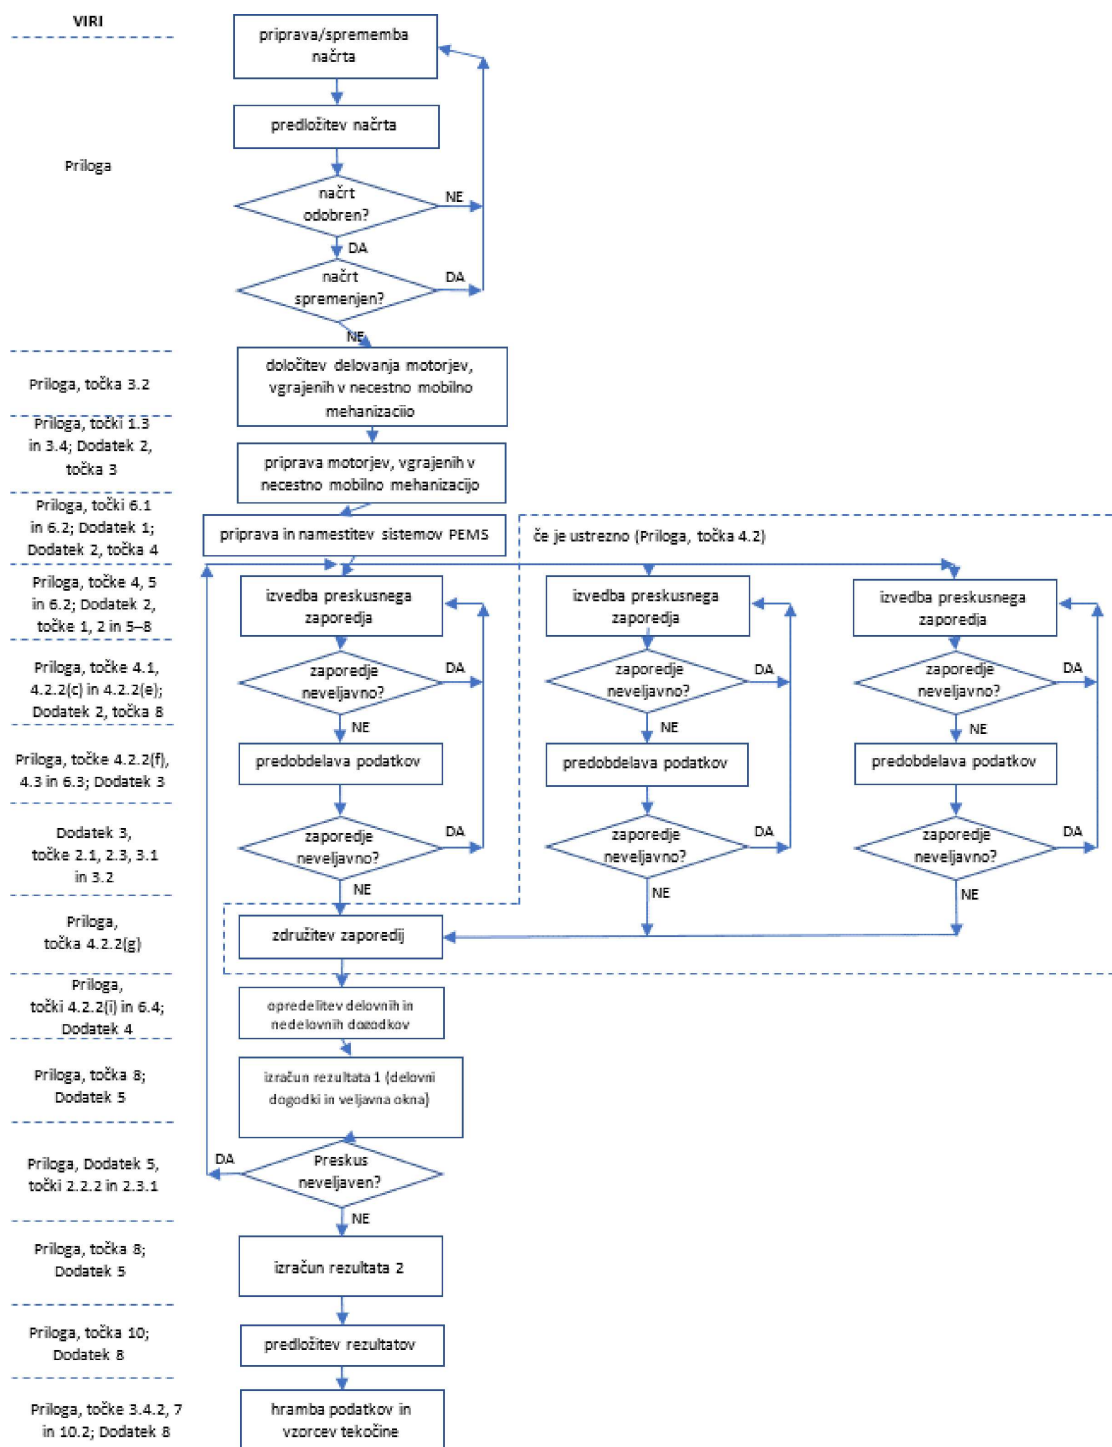 VIRI
priprava/sprememba
načrta
predložitev načrta
Priloga
načrt
odobren?
NE
DA
načrt
spremenjen?
DA
NE
Priloga, točka 3.2
določitev delovanja motorjev,
vgrajenih v necestno mobilno
mehanizacijo
Priloga, točki 1.3
in 3.4; Dodatek 2,
točka 3
priprava motorjev, vgrajenih v
necestno mobilno mehanizacijo
Priloga, točki 6.1
in 6.2; Dodatek 1;
Dodatek 2, točka 4
priprava in namestitev sistemov PEMS
če je ustrezno (Priloga, točka 4.2)
Priloga, točke 4, 5
in 6.2; Dodatek 2,
točke 1, 2 in 5–8
izvedba preskusnega
zaporedja
izvedba preskusnega
zaporedja
izvedba preskusnega
zaporedja
Priloga, točke 4.1,
4.2.2(c) in 4.2.2(e);
Dodatek 2, točka 8
zaporedje
neveljavno?
DA
NE
zaporedje
neveljavno?
DA
NE
zaporedje
neveljavno?
DA
NE
Priloga, točke 4.2.2(f),
4.3 in 6.3; Dodatek 3
predobdelava podatkov
predobdelava podatkov
predobdelava podatkov
Dodatek 3,
točke 2.1, 2.3, 3.1
in 3.2
zaporedje
neveljavno?
DA
NE
zaporedje
neveljavno?
DA
NE
zaporedje
neveljavno?
DA
NE
Priloga,
točka 4.2.2(g)
združitev zaporedij
Priloga,
točki 4.2.2(i) in 6.4;
Dodatek 4
opredelitev delovnih in
nedelovnih dogodkov
Priloga, točka 8;
Dodatek 5
izračun rezultata 1 (delovni
dogodki in veljavna okna)
Priloga, Dodatek 5,
točki 2.2.2 in 2.3.1
DA
Preskus
neveljaven?
NE
Priloga, točka 8;
Dodatek 5
izračun rezultata 2
Priloga, točka 10;
Dodatek 8
predložitev rezultatov
Priloga, točke 3.4.2, 7
in 10.2; Dodatek 8
hramba podatkov in
vzorcev tekočine